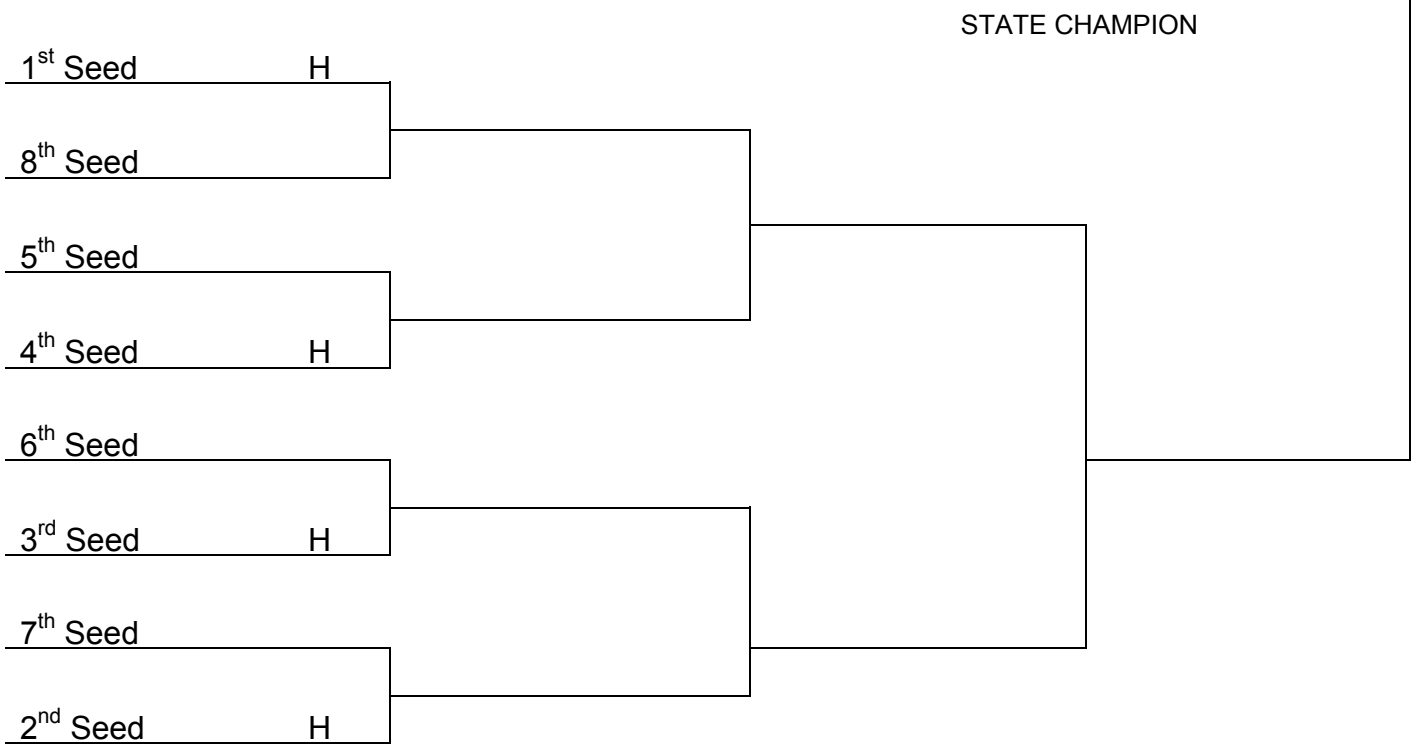 STATE CHAMPION
1st Seed H
8th Seed
5th Seed
4th Seed H
6th Seed
3rd Seed H
7th Seed
2nd Seed H